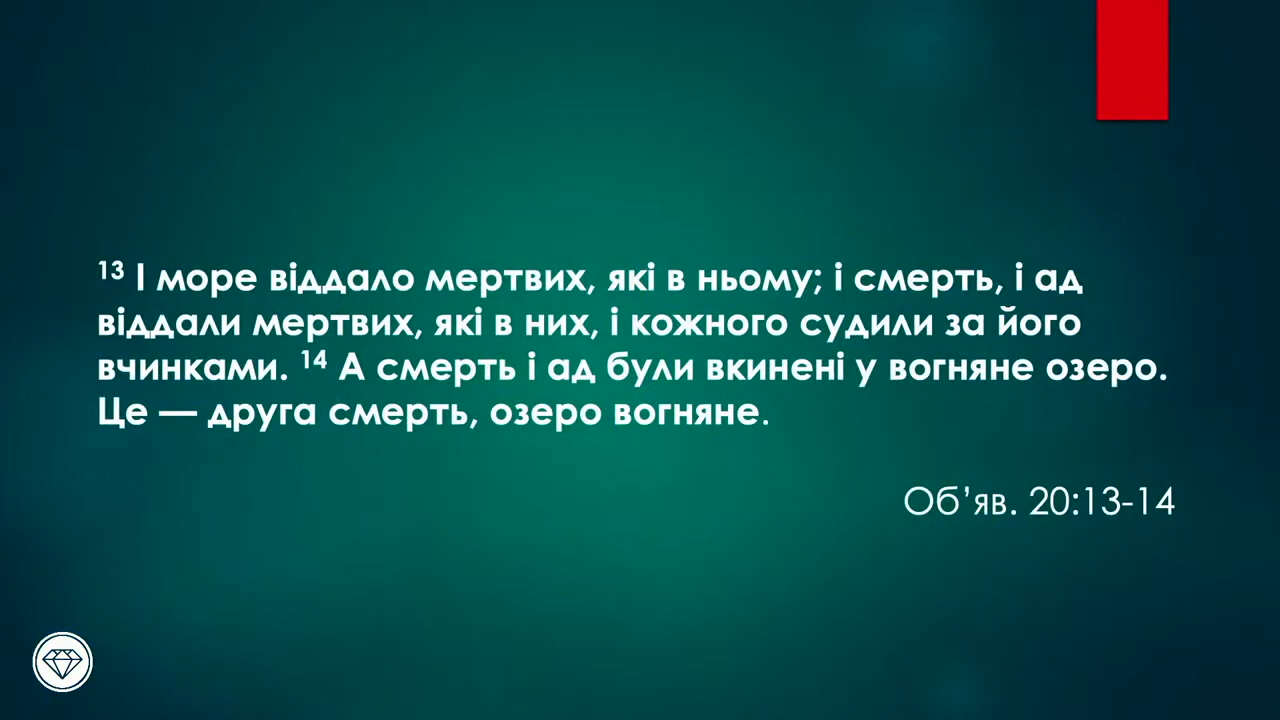 ¹³ І море віддало мертвих, які в ньому; і смерть, і ад
віддали мертвих, які в них, і кожного судили за його
вчинками. ¹⁴ А смерть і ад були вкинені у вогняне озеро.
Це — друга смерть, озеро вогняне.
Об’яв. 20:13-14